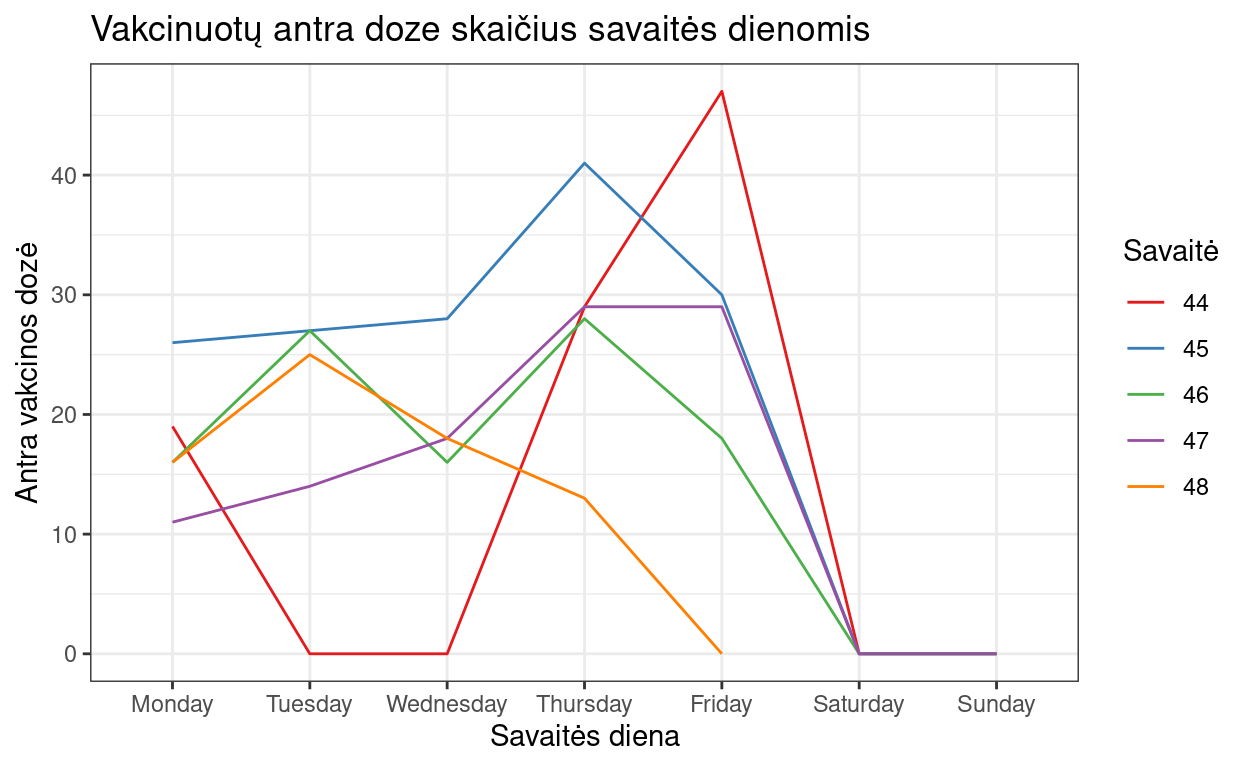 Vakcinuotų antra doze skaičius savaitės dienomis
Antra vakcinos dozė
40
30
20
10
0
Monday Tuesday Wednesday Thursday Friday Saturday Sunday
Savaitės diena
Savaitė
44
45
46
47
48